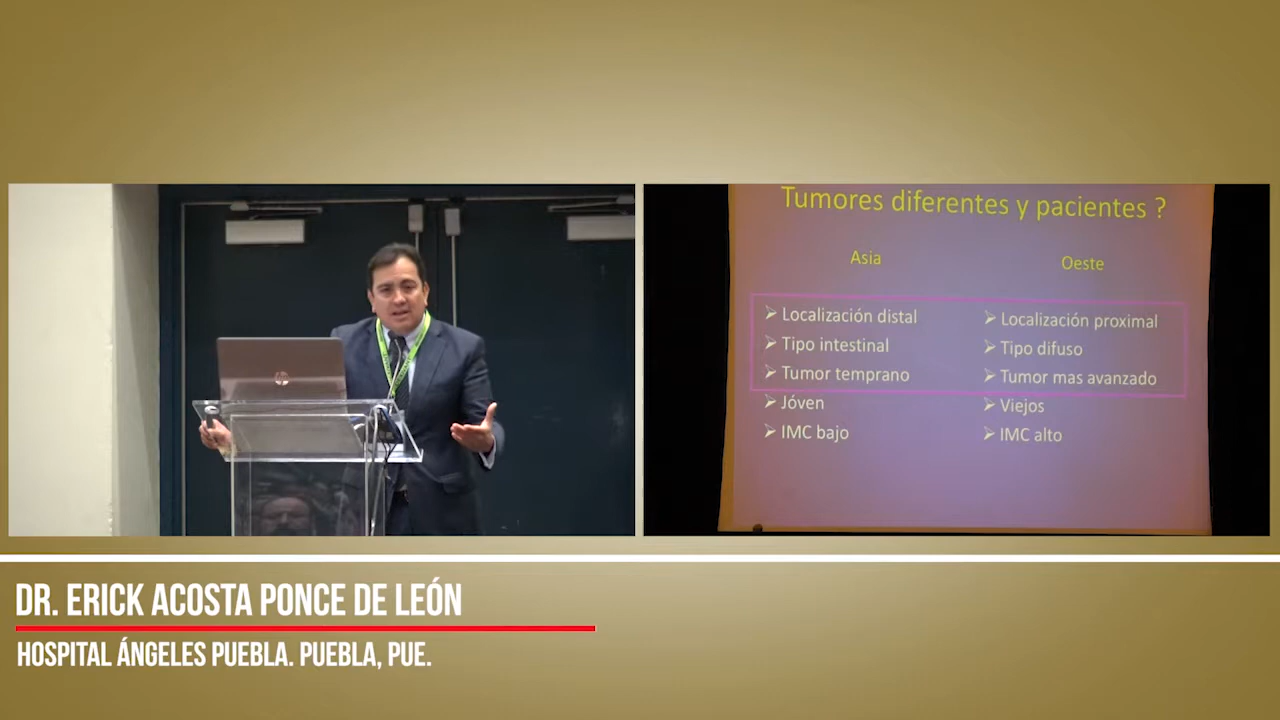 Tumores diferentes y pacientes ?
Asia
Localización distal
Tipo intestinal
Tumor temprano
Jóven
IMC bajo
Oeste
Localización proximal
Tipo difuso
Tumor mas avanzado
Viejos
IMC alto
DR. ERICK ACOSTA PONCE DE LEÓN
HOSPITAL ÁNGELES PUEBLA. PUEBLA, PUE.